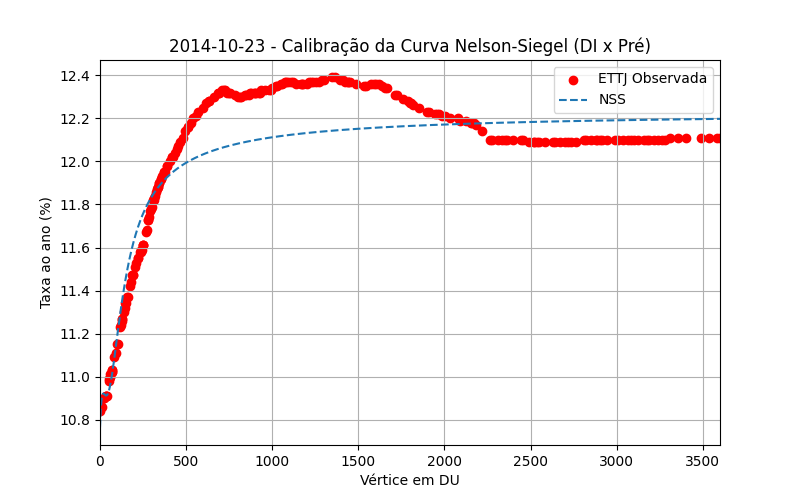 2014-10-23 - Calibração da Curva Nelson-Siegel (DI x Pré)
ETTJ Observada
NSS
12.4
12.2
12.0
11.8
11.6
11.4
11.2
11.0
10.8
Taxa ao ano (%)
0 500 1000 1500 2000 2500 3000 3500
Vértice em DU